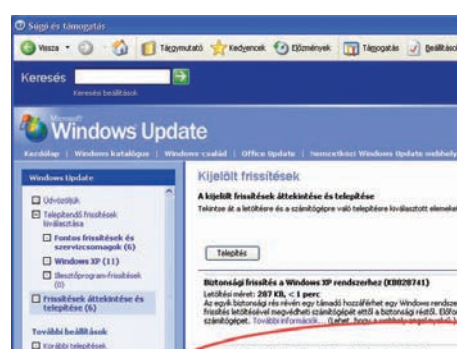 Súgó és támogatás
Vissza
Tárgymutató Kedvencek Előzmények Támogatás Beállítások
Keresés
Keresési beállítások
Microsoft
Windows Update
Kezdőlap | Windows katalógus | Windows-család | Office Update | Nemzetközi Windows Update webhely
Windows Update
Üdvözöljük
Telepítendő frissítések
kiválasztása
Fontos frissítések és
szervizcsomagok (6)
Windows XP (11)
Illesztőprogram-frissítések
(0)
Frissítések áttekintése és
telepítése (6)
További beállítások
Korábbi telepítések
Kijelölt frissítések
A kijelölt frissítések áttekintése és telepítése
Tekintse át a letöltésre és a számítógépre való telepítésre kiválasztott elemeket
Telepítés
Biztonsági frissítés a Windows XP rendszerhez (KB828741)
Letöltési méret: 287 KB, < 1 perc
Az egyik biztonsági rés révén egy támadó hozzáférhet egy Windows
frissítés letöltésével megvédheti számítógépét ettől a biztonsági réstől.
számítógépet. További információk... (Lehet, hogy a webhely angol nyelvű.)